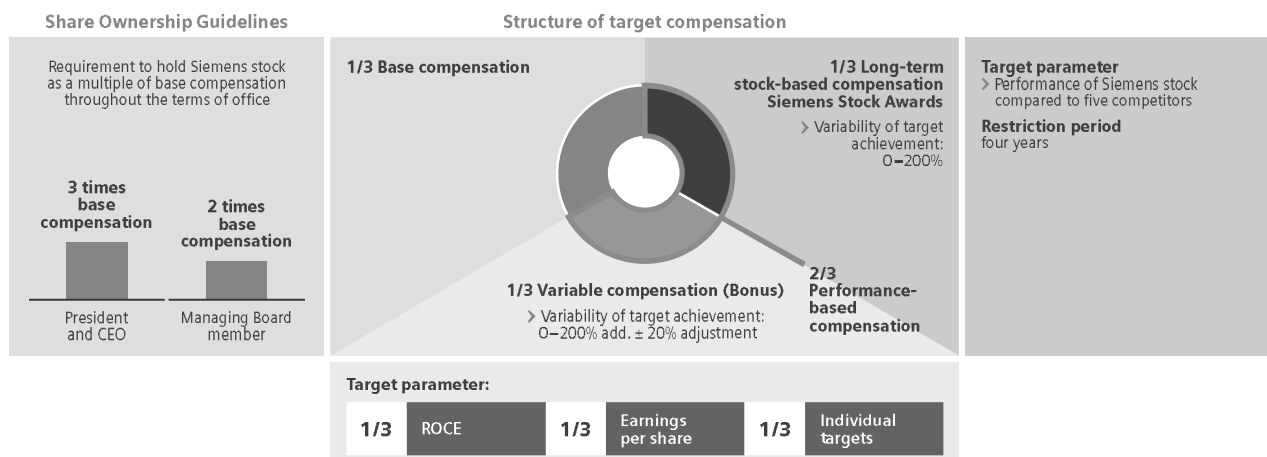 Share Ownership Guidelines
Requirement to hold Siemens stock
as a multiple of base compensation
throughout the terms of office
3 times
base
compensation
2 times
base
compensation
President
and CEO
Managing Board
member
Structure of target compensation
1/3 Base compensation
1/3 Long-term
stock-based compensation
Siemens Stock Awards
> Variability of target
achievement:
0–200%
1/3 Variable compensation (Bonus)
> Variability of target achievement:
0–200% add. ± 20% adjustment
2/3
Performance-
based
compensation
Target parameter
> Performance of Siemens stock
compared to five competitors
Restriction period
four years
Target parameter:
1/3 ROCE
1/3 Earnings
per share
1/3 Individual
targets